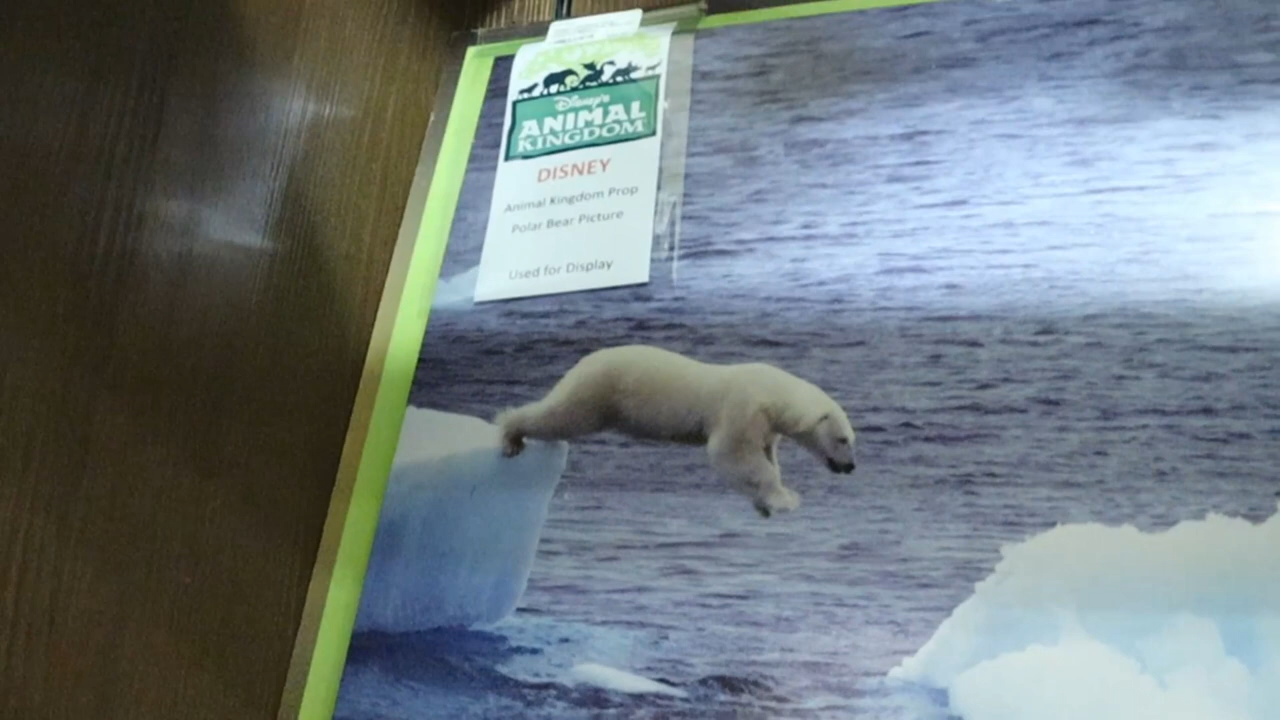 Disney's
ANIMAL
KINGDOM
DISNEY
Animal Kingdom Prop
Polar Bear Picture
Used for Display